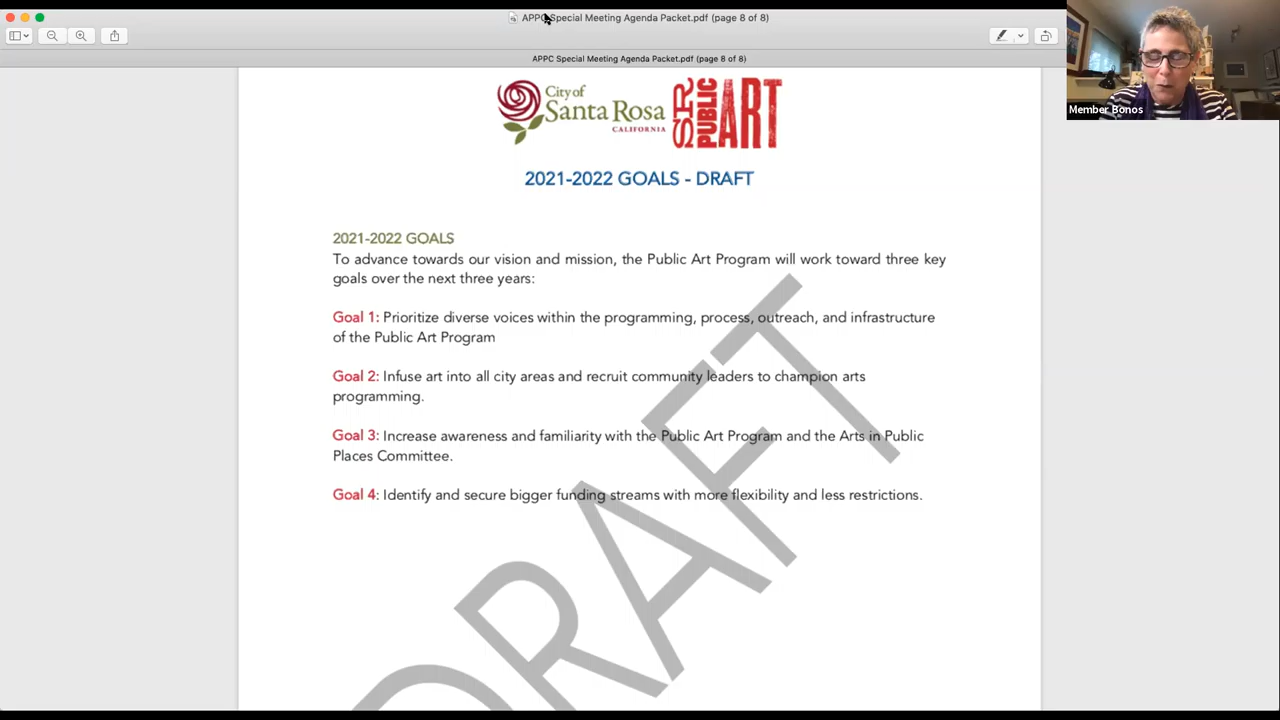 APPC Special Meeting Agenda Packet.pdf (page 8 of 8)
APPC Special Meeting Agenda Packet.pdf (page 8 of 8)
Member Bonos
City of
Santa Rosa
CALIFORNIA
SR
PUBLIC
ART
2021-2022 GOALS - DRAFT
2021-2022 GOALS
To advance towards our vision and mission, the Public Art Program will work toward three key
goals over the next three years:
Goal 1: Prioritize diverse voices within the programming, process, outreach, and infrastructure
of the Public Art Program
Goal 2: Infuse art into all city areas and recruit community leaders to champion arts
programming.
Goal 3: Increase awareness and familiarity with the Public Art Program and the Arts in Public
Places Committee.
Goal 4: Identify and secure bigger funding streams with more flexibility and less restrictions.
DRAFT